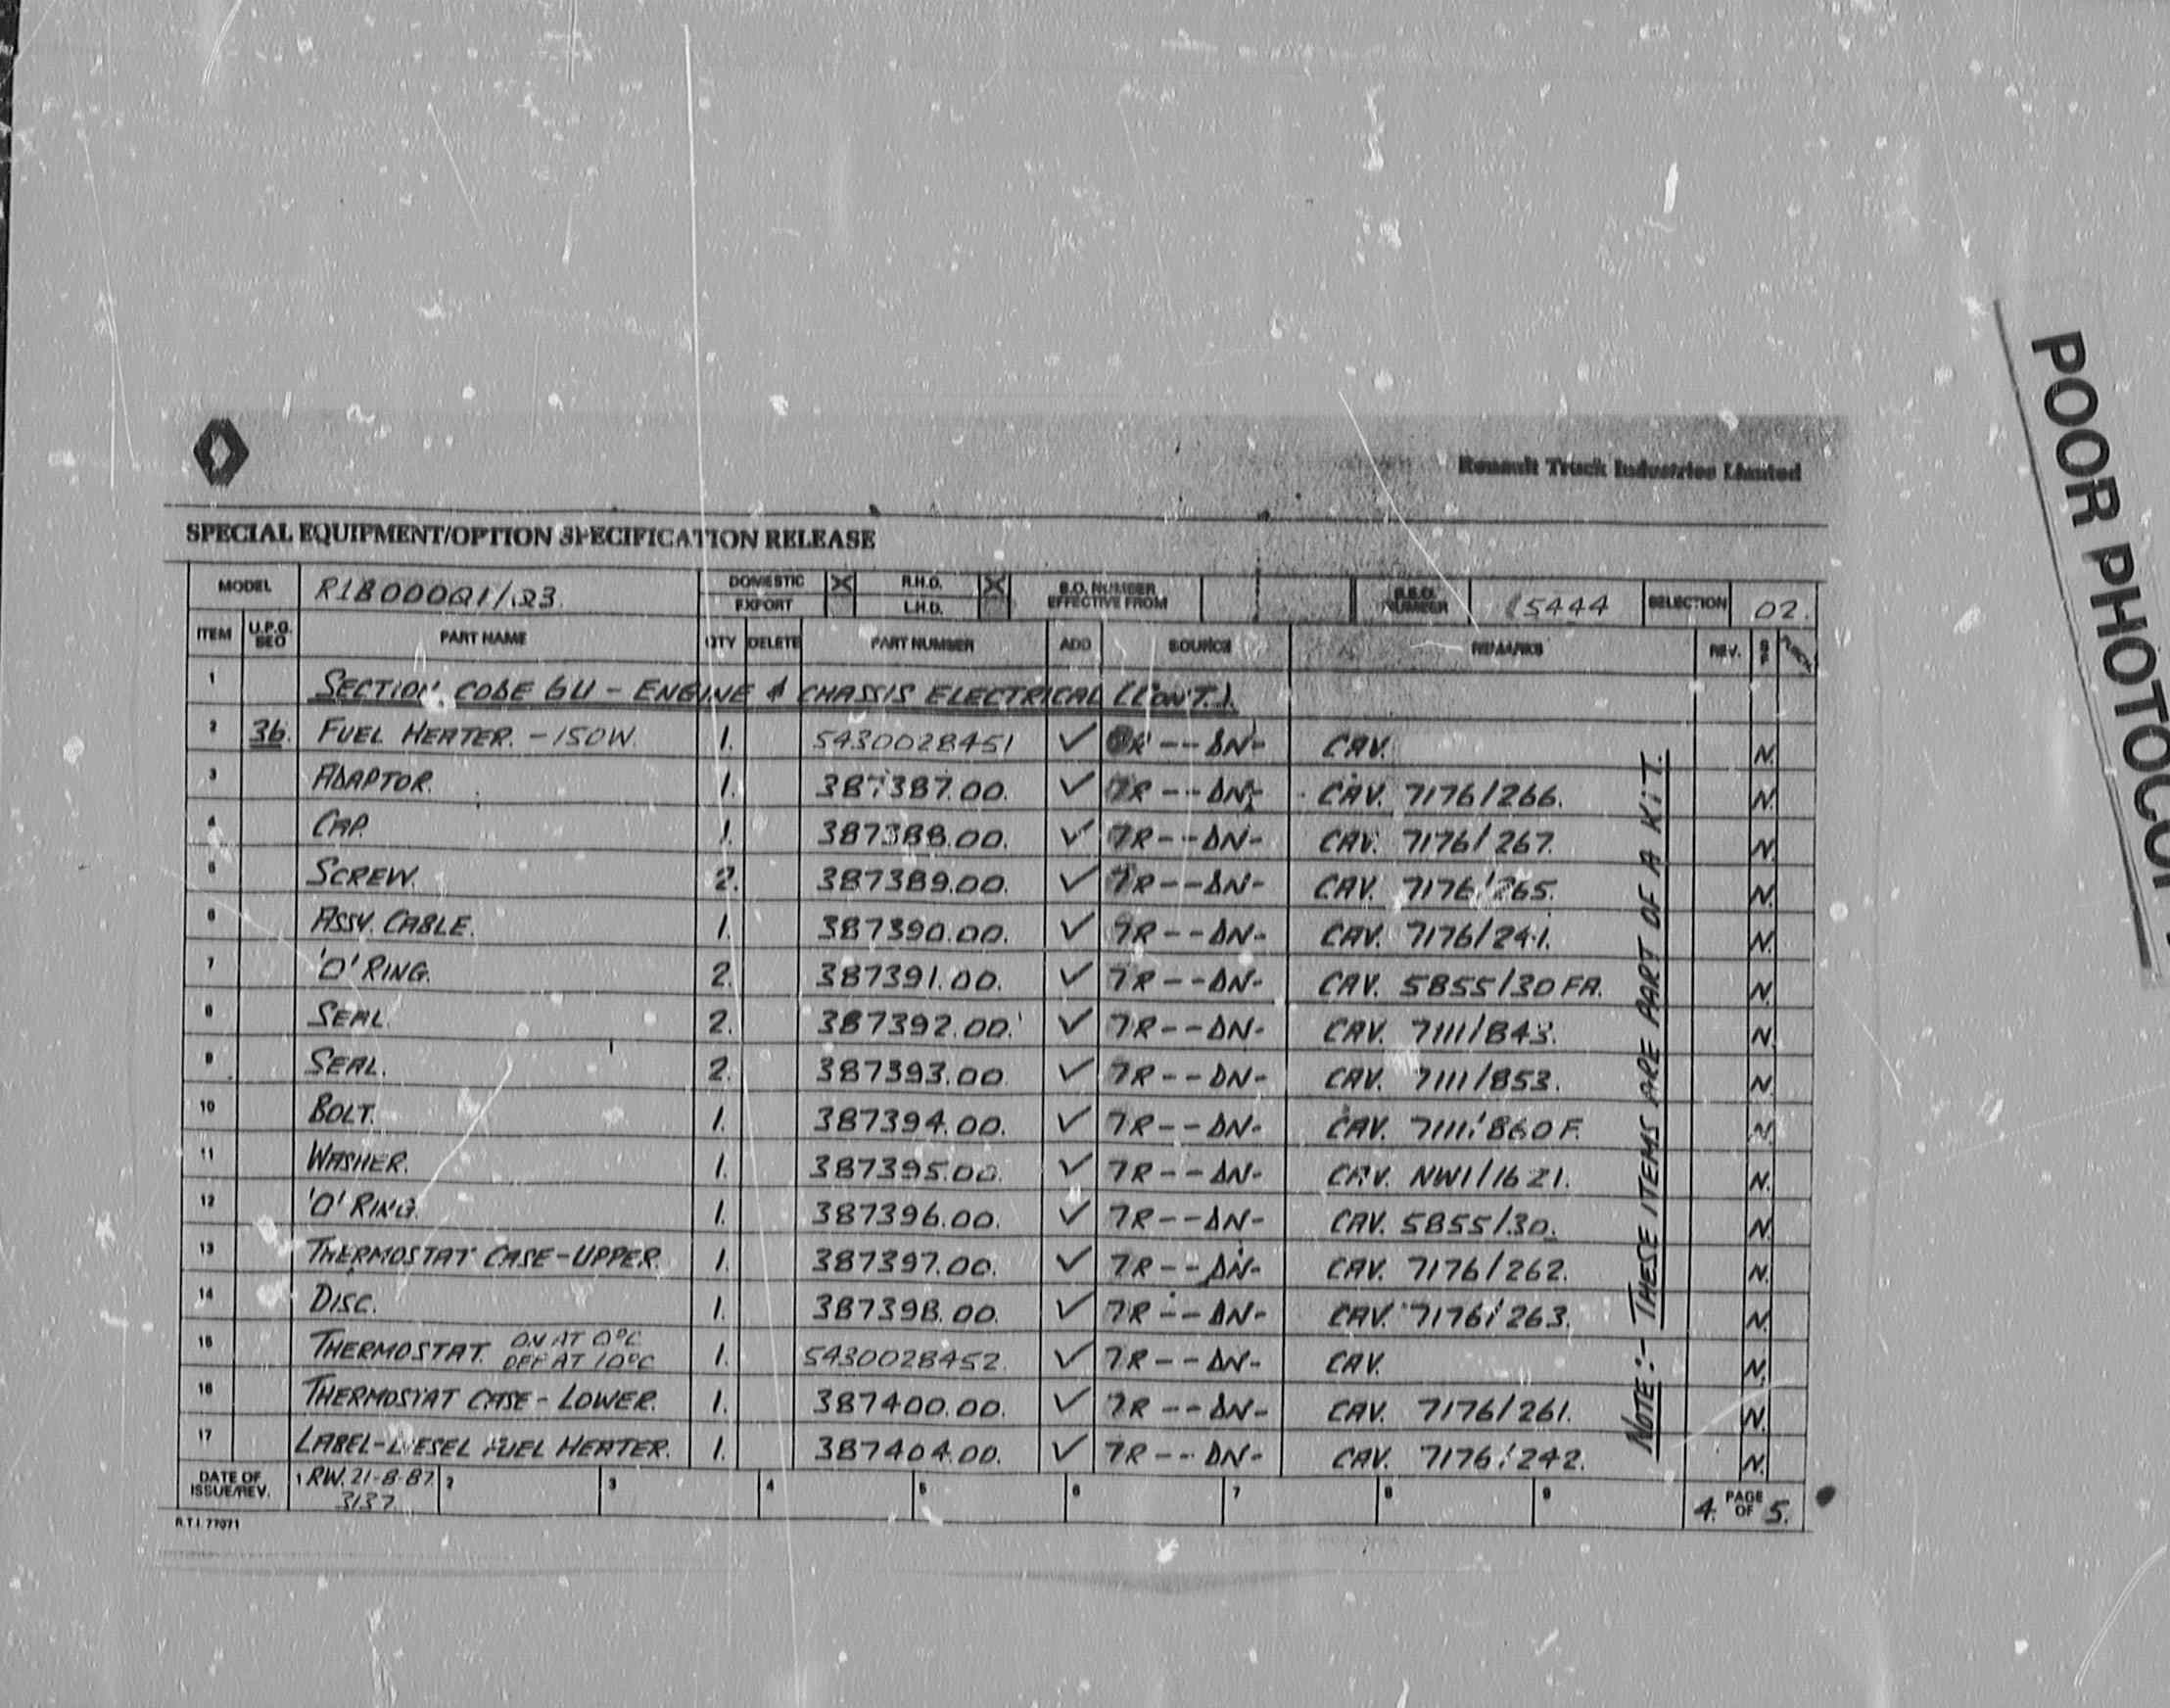 Renault Truck Industries Limited
SPECIAL EQUIPMENT/OPTION SPECIFICATION RELEASE
MODEL R1B000Q1/Q3. DOMESTIC X R.H.D. X S.O. NUMBER S.S.O. 5444 SELECTION 02.
EXPORT L.H.D. EFFECTIVE FROM NUMBER
ITEM U.P.G. SEQ PART NAME QTY DELETE PART NUMBER ADD SOURCE REMARKS REV.
1 SECTION CODE 6U - ENGINE & CHASSIS ELECTRICAL (CONT.).
2 36. FUEL HEATER. - 150W. 1. 5430028451 ✓ --DN- CAV. N.
3 ADAPTOR. 1. 387387.00. ✓ 7R--DN- CAV. 7176/266. N.
4 CAP. 1. 387388.00. ✓ 7R--DN- CAV. 7176/267. N.
5 SCREW. 2. 387389.00. ✓ 7R--DN- CAV. 7176/265. N.
6 ASSY. CABLE. 1. 387390.00. ✓ 7R--DN- CAV. 7176/241. N.
7 'O' RING. 2. 387391.00. ✓ 7R--DN- CAV. 5855/30FA. N.
8 SEAL. 2. 387392.00. ✓ 7R--DN- CAV. 7111/843. N.
9 SEAL. 2. 387393.00 ✓ 7R--DN- CAV. 7111/853. N.
10 BOLT. 1. 387394.00. ✓ 7R--DN- CAV. 7111/860F. N.
11 WASHER. 1. 387395.00. ✓ 7R--DN- CAV. NW1/1621. N.
12 'O' RING. 1. 387396.00. ✓ 7R--DN- CAV. 5855/30. N.
13 THERMOSTAT CASE-UPPER. 1. 387397.00. ✓ 7R--DN- CAV. 7176/262. N.
14 DISC. 1. 387398.00. ✓ 7R--DN- CAV. 7176/263. N.
15 THERMOSTAT. ON AT 0°C OFF AT 10°C 1. 5430028452. ✓ 7R--DN- CAV. N.
16 THERMOSTAT CASE - LOWER. 1. 387400.00. ✓ 7R--DN- CAV. 7176/261. N.
17 LABEL-DIESEL FUEL HEATER. 1. 387404.00. ✓ 7R--DN- CAV. 7176/242. N.
NOTE:- THESE ITEMS ARE PART OF A KIT.
DATE OF ISSUE/REV. 1 RW. 21-8-87. 2 3 4 5 6 7 8 9 4. PAGE OF 5.
3137
R.T.I. 77071
POOR PHOTOCO